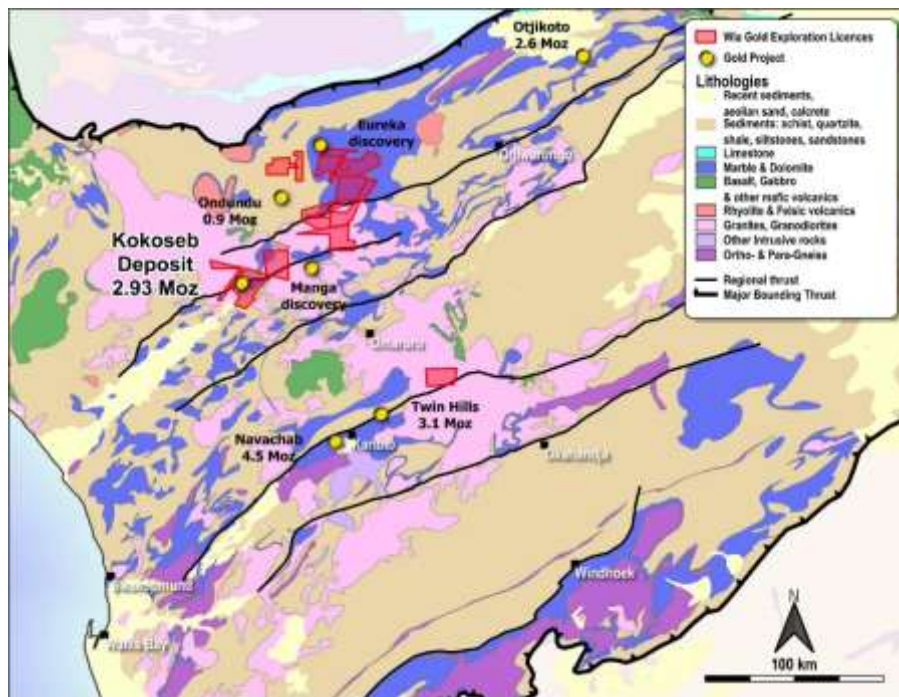 Otjikoto
2.6 Moz
Eureka
discovery
Otjiwarongo
Ondundu
0.9 Moz
Kokoseb
Deposit
2.93 Moz
Manga
discovery
Omaruru
Twin Hills
3.1 Moz
Navachab
4.5 Moz
Karibib
Okahandja
Swakopmund
Windhoek
Walvis Bay
N
100 km
Wia Gold Exploration Licences
Gold Project
Lithologies
Recent sediments,
aeolian sand, calcrete
Sediments: schist, quartzite,
shale, siltstones, sandstones
Limestone
Marble & Dolomite
Basalt, Gabbro
& other mafic volcanics
Rhyolite & Felsic volcanics
Granites, Granodiorites
Other Intrusive rocks
Ortho- & Para-Gneiss
Regional thrust
Major Bounding Thrust